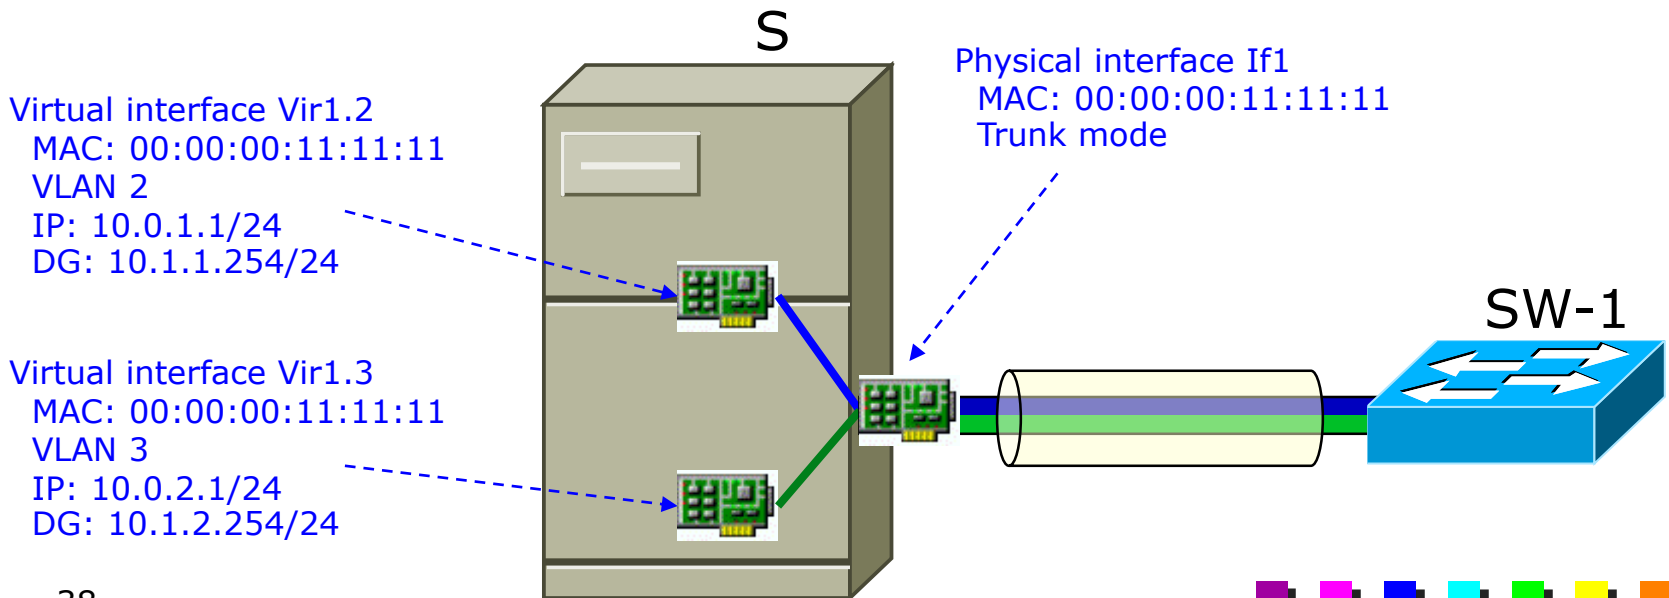 S
Physical interface If1
MAC: 00:00:00:11:11:11
Trunk mode
Virtual interface Vir1.2
MAC: 00:00:00:11:11:11
VLAN 2
IP: 10.0.1.1/24
DG: 10.1.1.254/24
SW-1
Virtual interface Vir1.3
MAC: 00:00:00:11:11:11
VLAN 3
IP: 10.0.2.1/24
DG: 10.1.2.254/24